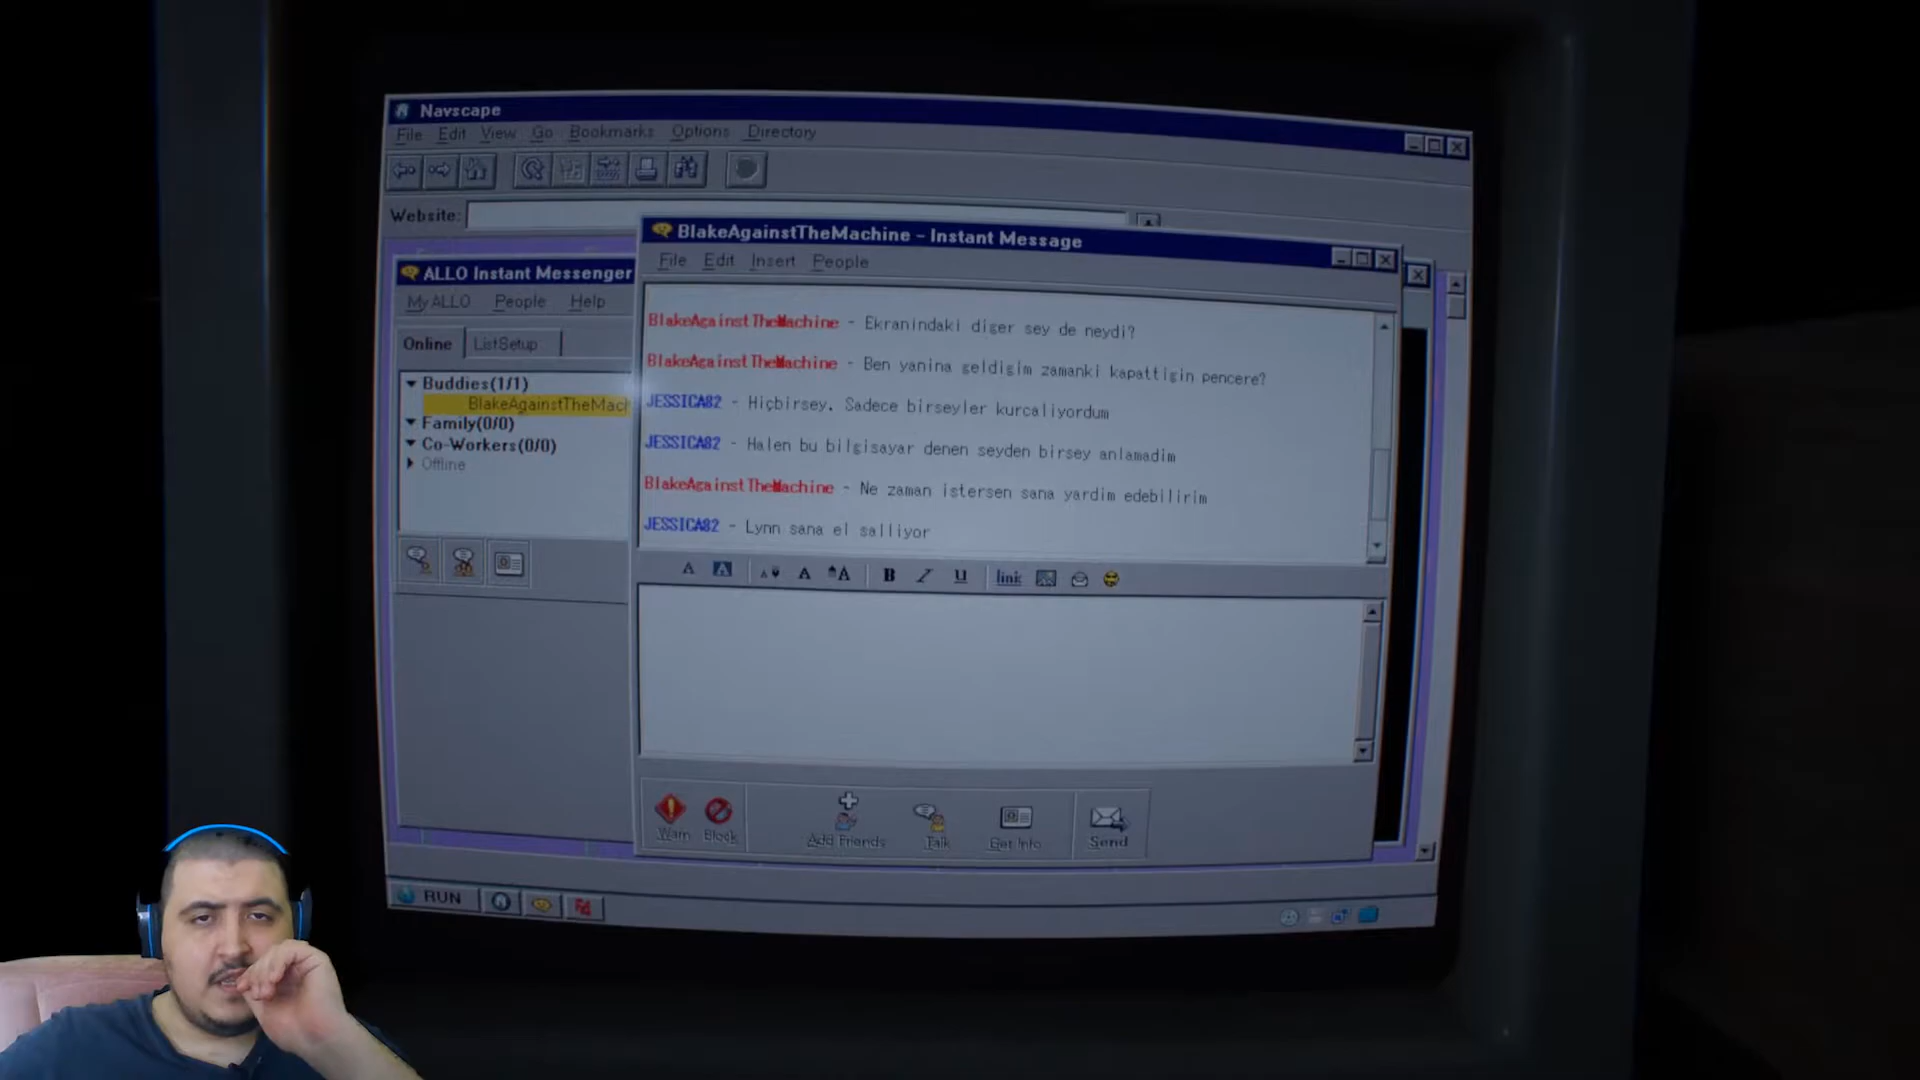 Navscape
File Edit View Go Bookmarks Options Directory
Website:
BlakeAgainstTheMachine - Instant Message
File Edit Insert People
ALLO Instant Messenger
My ALLO People Help
Online List Setup
Buddies(1/1)
BlakeAgainstTheMach
Family(0/0)
Co-Workers(0/0)
Offline
BlakeAgainstTheMachine - Ekranindaki diger sey de neydi?
BlakeAgainstTheMachine - Ben yanina geldigim zamanki kapattigin pencere?
JESSICA82 - Hiçbirsey. Sadece birseyler kurcaliyordum
JESSICA82 - Halen bu bilgisayar denen seyden birsey anlamadim
BlakeAgainstTheMachine - Ne zaman istersen sana yardim edebilirim
JESSICA82 - Lynn sana el salliyor
A A A A A B I U link
Warn Block Add Friends Talk Get Info Send
RUN